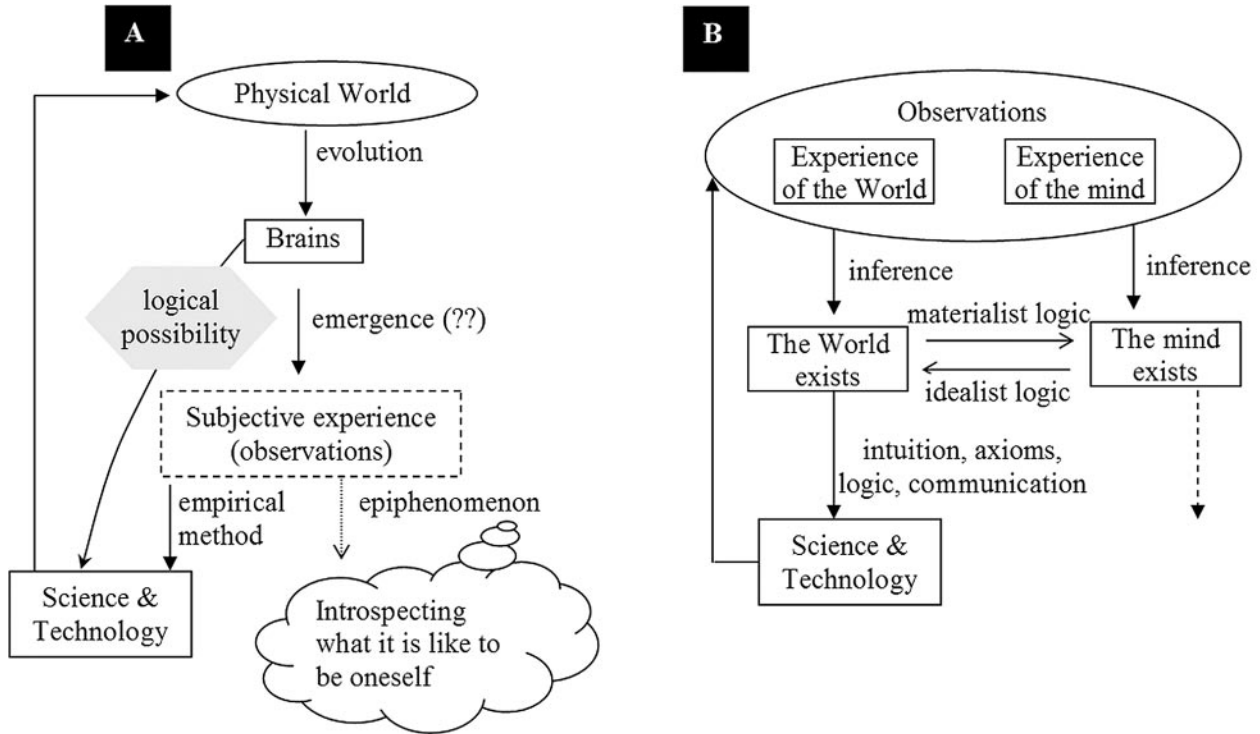 A
Physical World
evolution
Brains
logical
possibility
emergence (??)
Subjective experience
(observations)
empirical
method
epiphenomenon
Science &
Technology
Introspecting
what it is like to
be oneself
B
Observations
Experience
of the World
Experience
of the mind
inference
inference
materialist logic
The World
exists
The mind
exists
idealist logic
intuition, axioms,
logic, communication
Science &
Technology